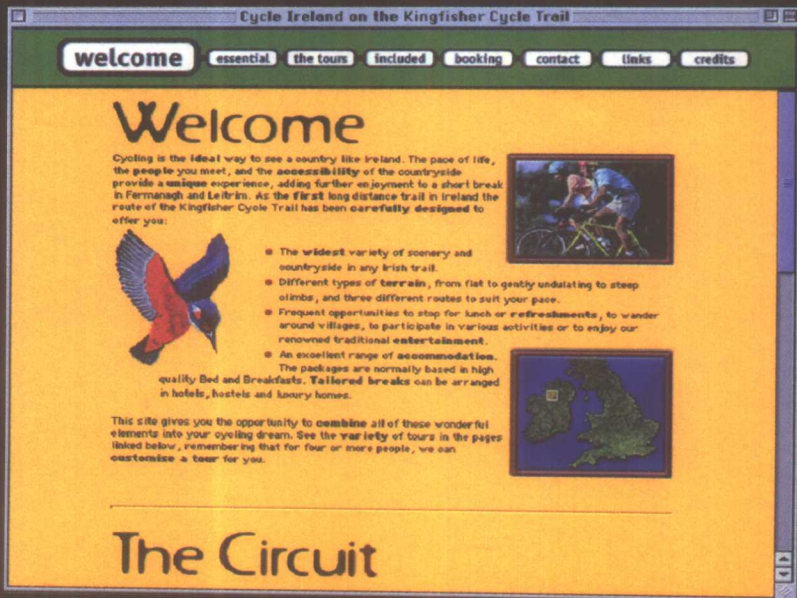 Cycle Ireland on the Kingfisher Cycle Trail
welcome essential the tours included booking contact links credits
Welcome
Cycling is the ideal way to see a country like Ireland. The pace of life,
the people you meet, and the accessibility of the countryside
provide a unique experience, adding further enjoyment to a short break
in Fermanagh and Leitrim. As the first long distance trail in Ireland the
route of the Kingfisher Cycle Trail has been carefully designed to
offer you:
The widest variety of scenery and
countryside in any Irish trail.
Different types of terrain, from flat to gently undulating to steep
climbs, and three different routes to suit your pace.
Frequent opportunities to stop for lunch or refreshments, to wander
around villages, to participate in various activities or to enjoy our
renowned traditional entertainment.
An excellent range of accommodation.
The packages are normally based in high
quality Bed and Breakfasts. Tailored breaks can be arranged
in hotels, hostels and luxury homes.
This site gives you the opportunity to combine all of these wonderful
elements into your cycling dream. See the variety of tours in the pages
linked below, remembering that for four or more people, we can
customise a tour for you.
The Circuit